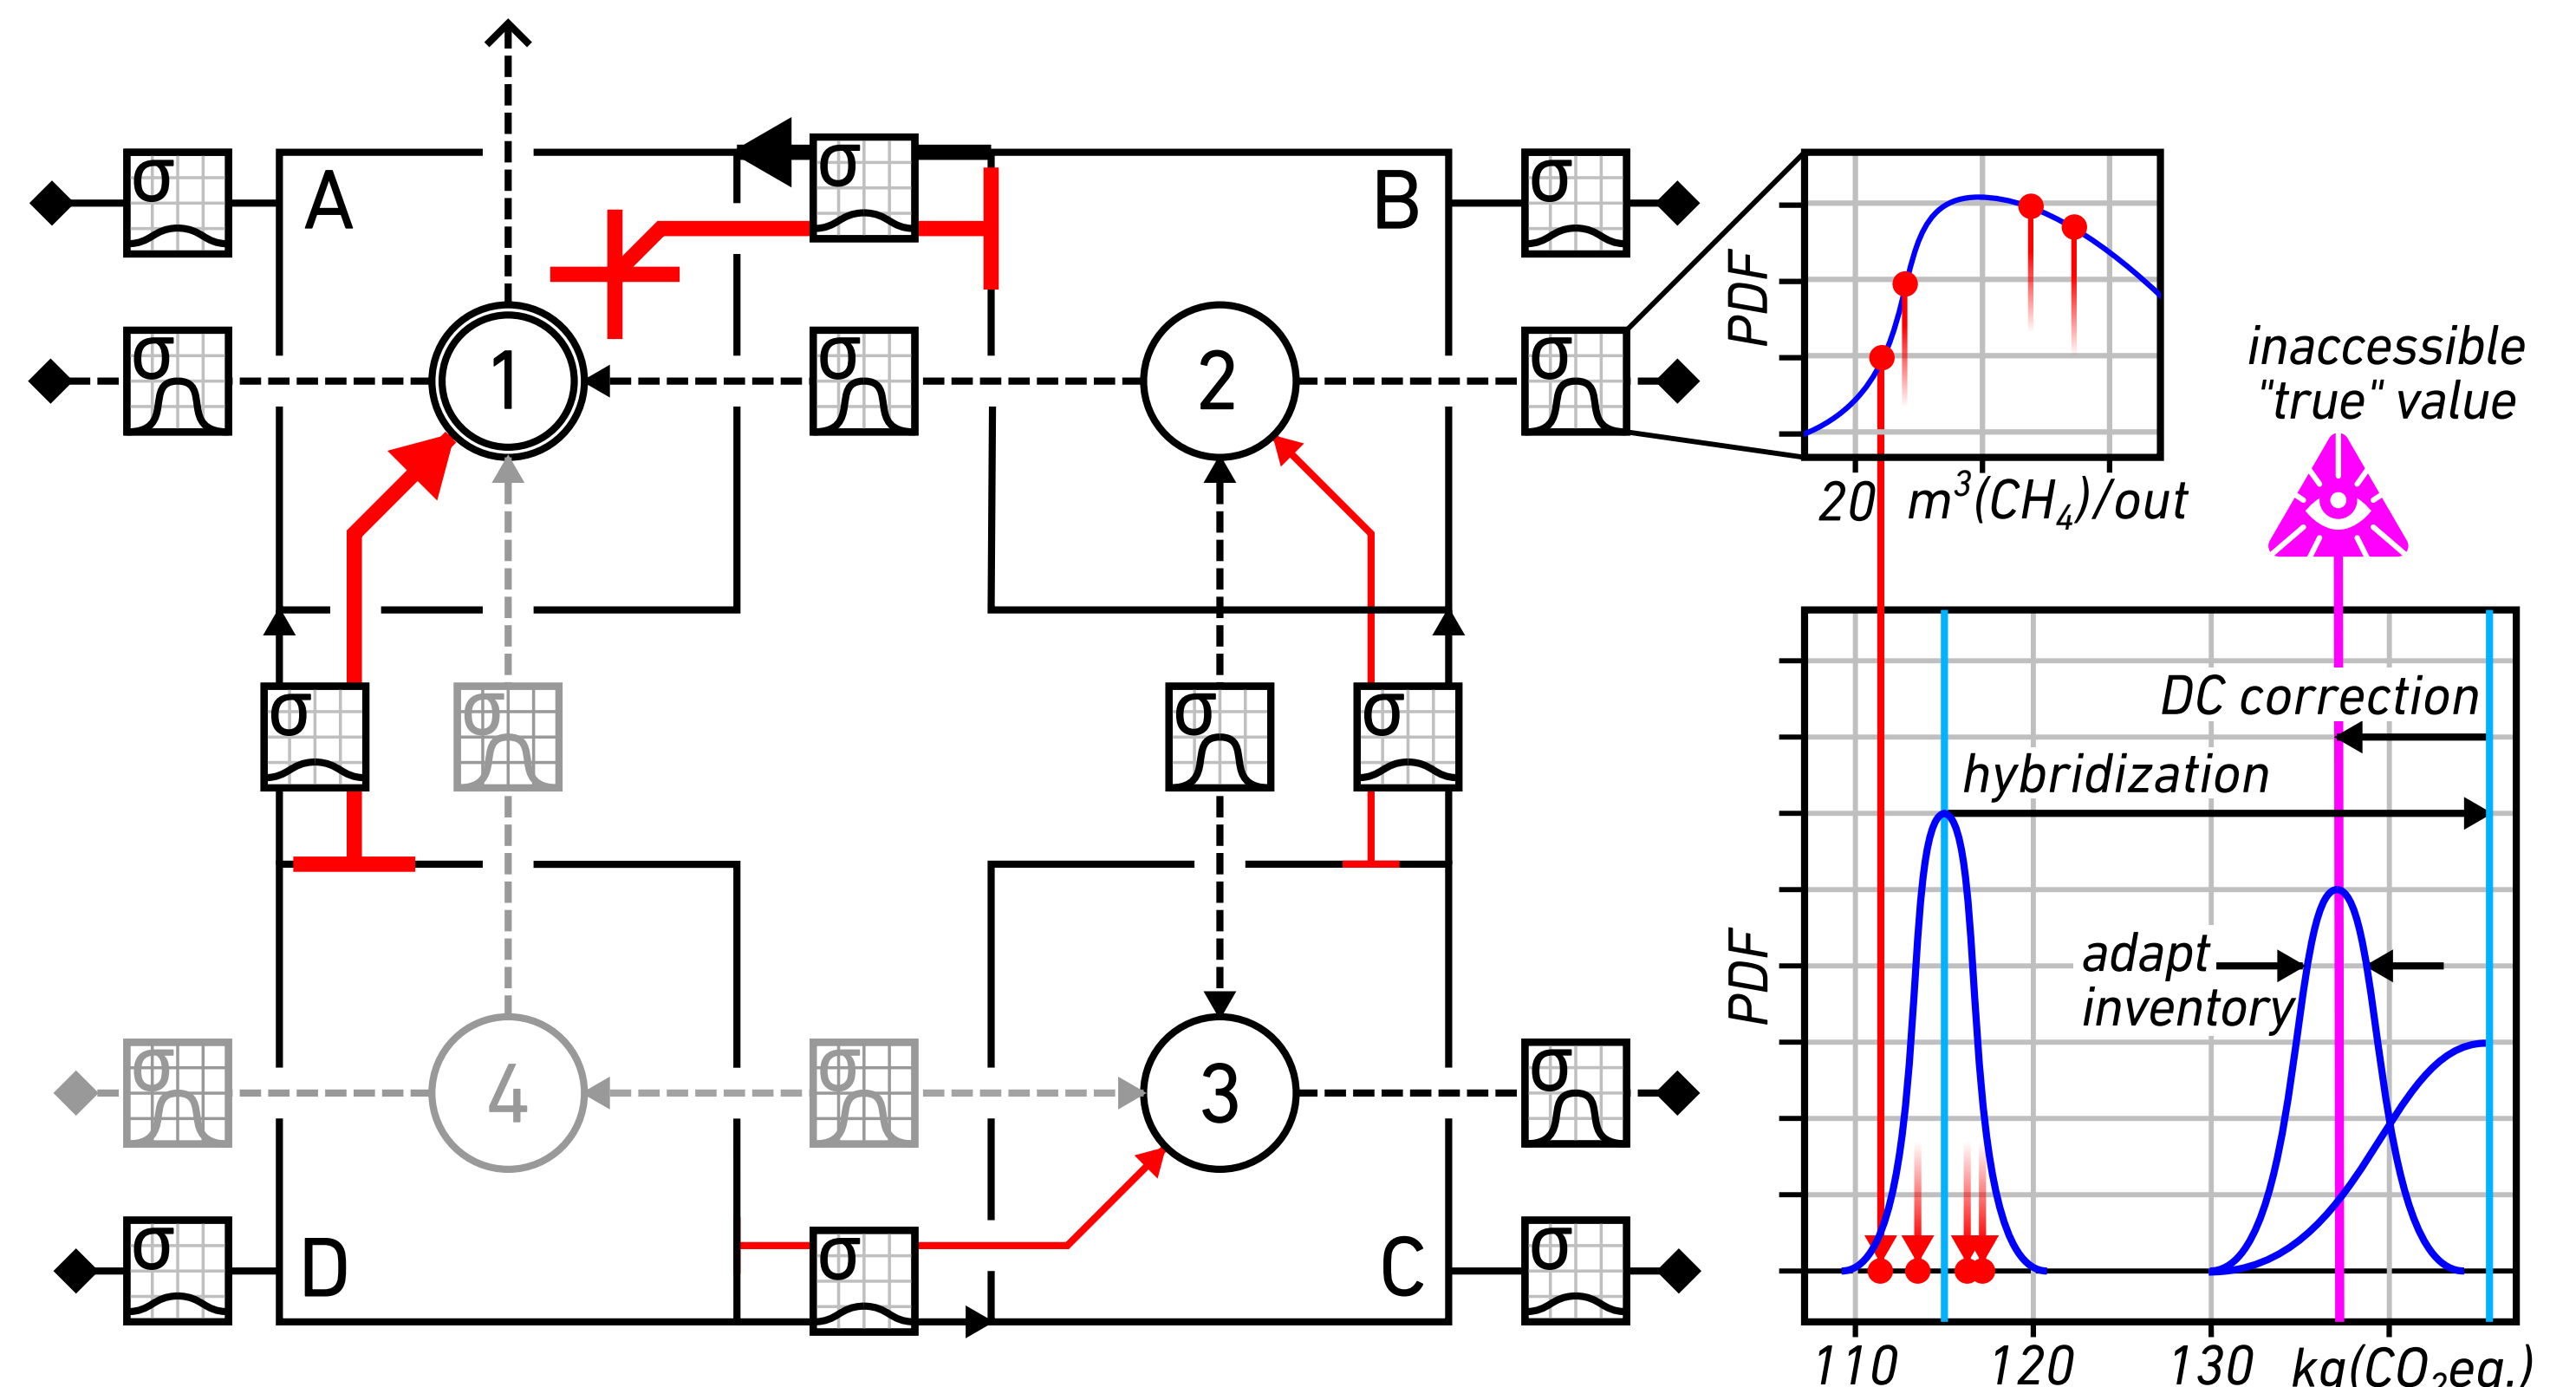 σ
A
σ
B
σ
σ
1
σ
2
σ
PDF
20
m³(CH₄)/out
inaccessible
"true" value
σ
σ
σ
σ
DC correction
hybridization
PDF
adapt
inventory
σ
4
σ
3
σ
σ
D
σ
C
σ
110
120
130
kg(CO₂eq.)